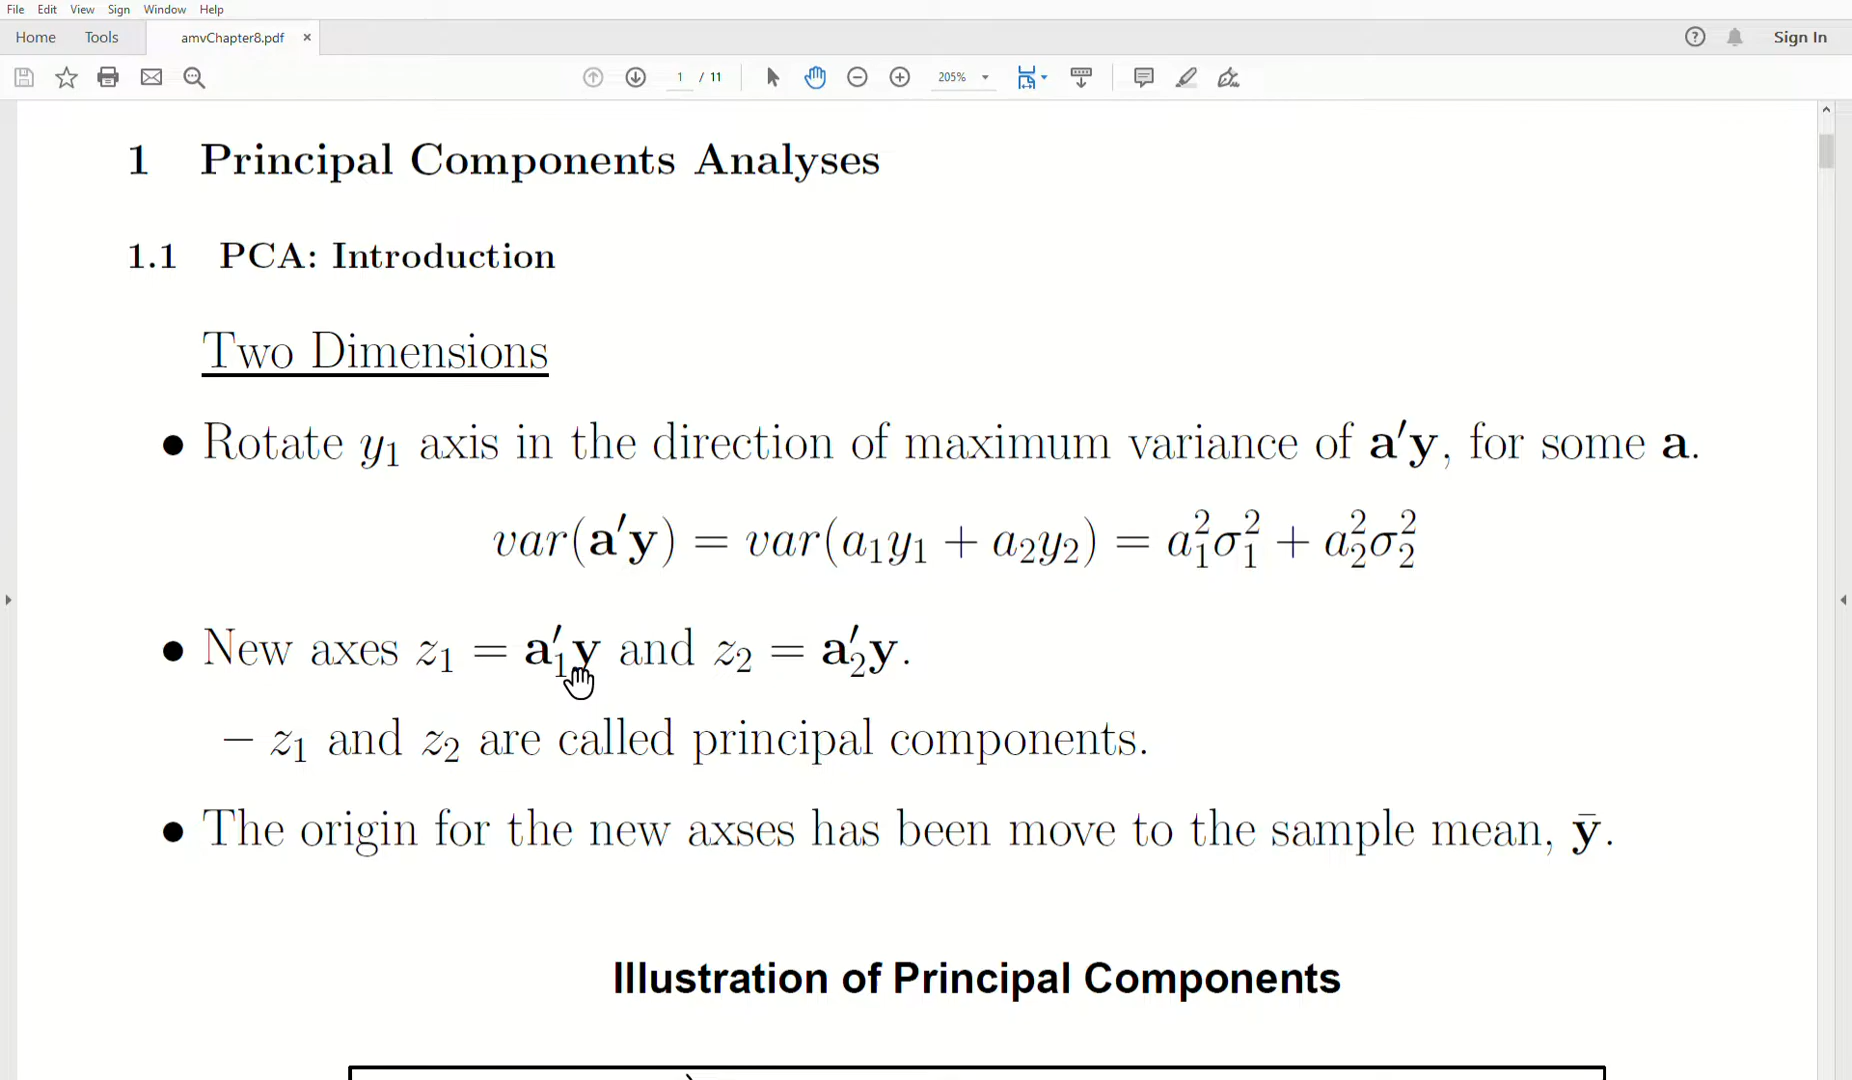 File Edit View Sign Window Help
Home Tools amvChapter8.pdf × Sign In
1 / 11 205%
1 Principal Components Analyses
1.1 PCA: Introduction
Two Dimensions
• Rotate y₁ axis in the direction of maximum variance of a′y, for some a.
var(a′y) = var(a₁y₁ + a₂y₂) = a₁²σ₁² + a₂²σ₂²
• New axes z₁ = a₁′y and z₂ = a₂′y.
– z₁ and z₂ are called principal components.
• The origin for the new axses has been move to the sample mean, ȳ.
Illustration of Principal Components